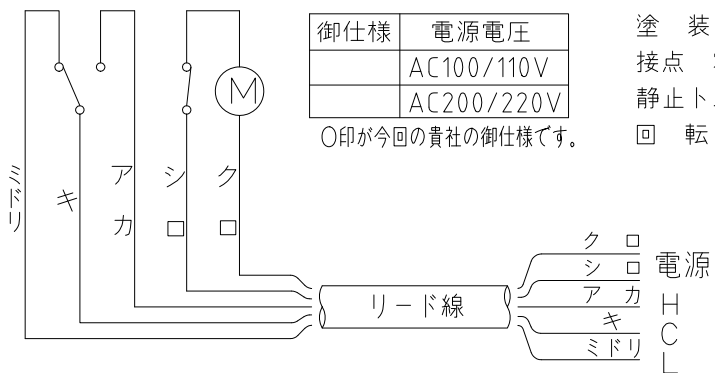 御仕様 電源電圧
AC100/110V
AC200/220V
〇印が今回の貴社の御仕様です。
塗 装
接点
静止ト
回 転
M
ミドリ
キ
アカ
シロ
クロ
リード線
クロ
シロ
アカ
キ
ミドリ
電源
H
C
L